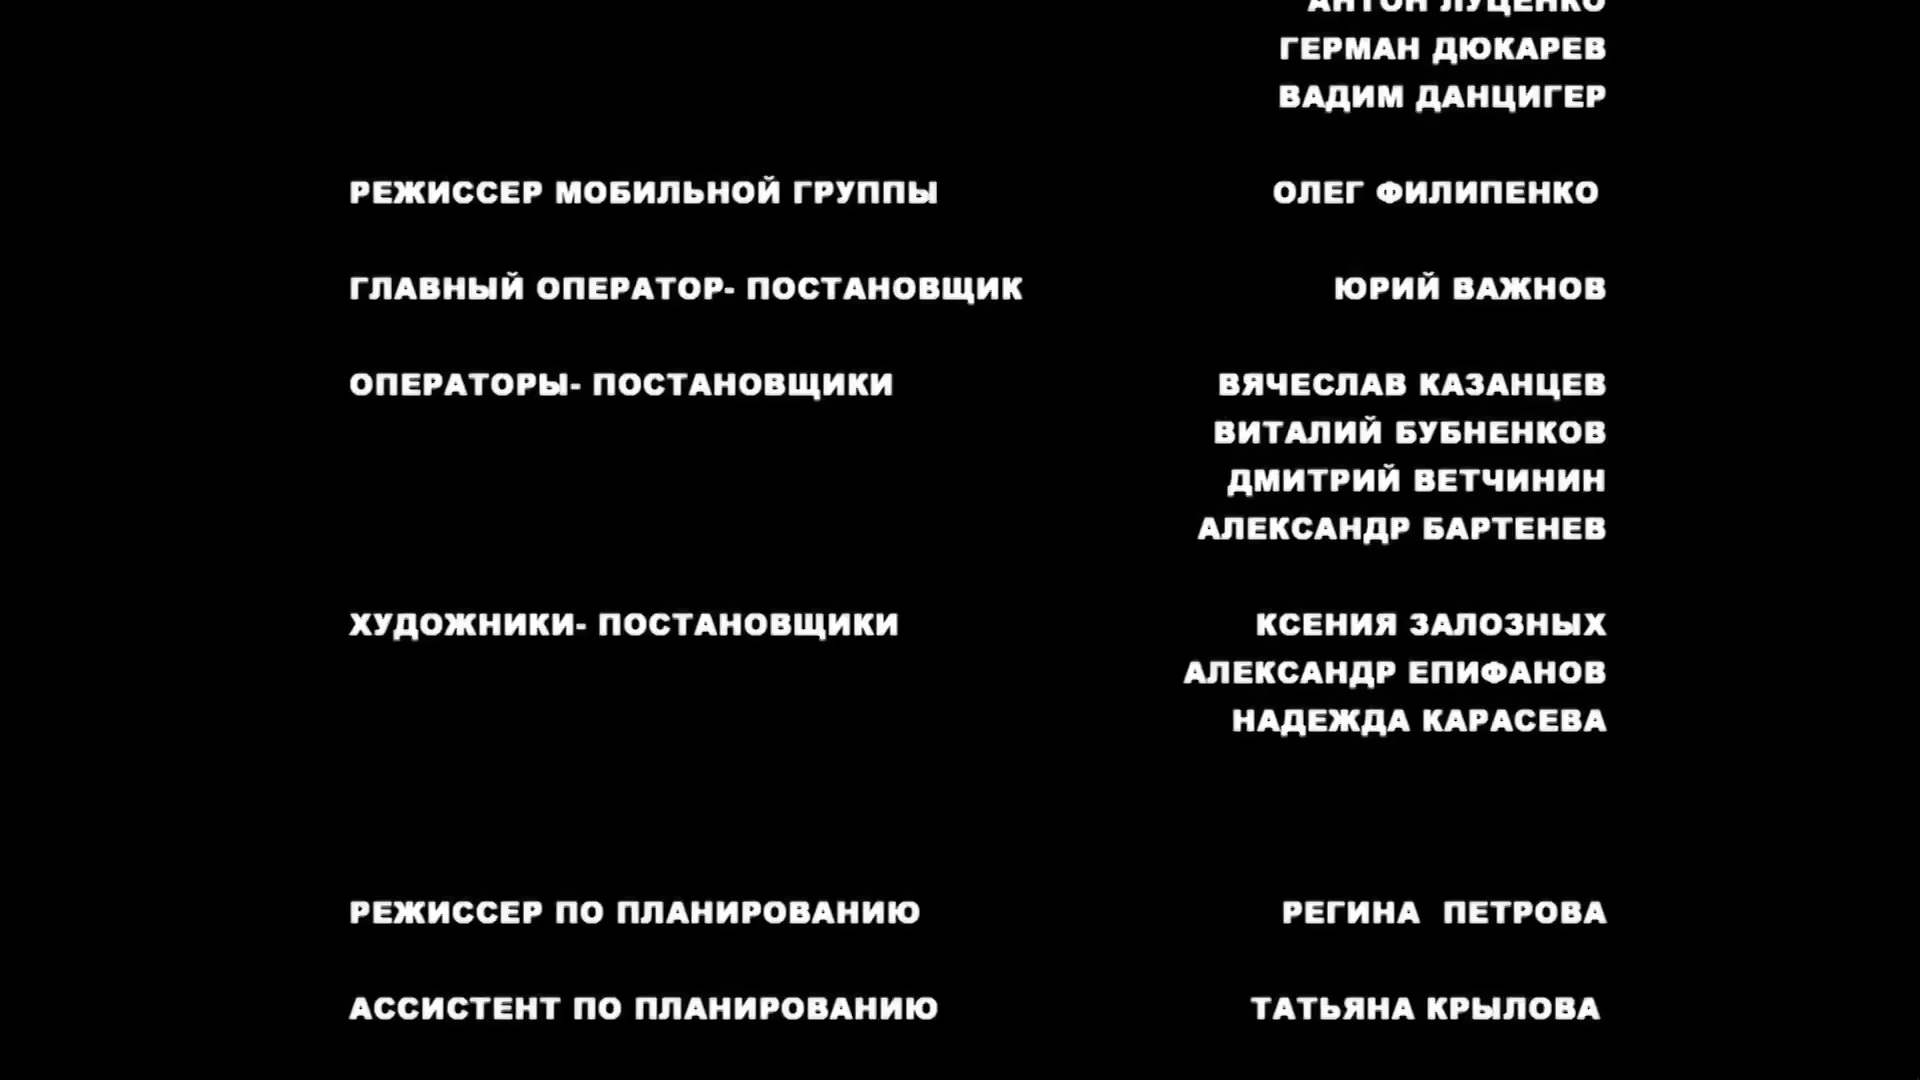 АНТОН ЛУЦЕНКО
ГЕРМАН ДЮКАРЕВ
ВАДИМ ДАНЦИГЕР
РЕЖИССЕР МОБИЛЬНОЙ ГРУППЫ ОЛЕГ ФИЛИПЕНКО
ГЛАВНЫЙ ОПЕРАТОР- ПОСТАНОВЩИК ЮРИЙ ВАЖНОВ
ОПЕРАТОРЫ- ПОСТАНОВЩИКИ ВЯЧЕСЛАВ КАЗАНЦЕВ
ВИТАЛИЙ БУБНЕНКОВ
ДМИТРИЙ ВЕТЧИНИН
АЛЕКСАНДР БАРТЕНЕВ
ХУДОЖНИКИ- ПОСТАНОВЩИКИ КСЕНИЯ ЗАЛОЗНЫХ
АЛЕКСАНДР ЕПИФАНОВ
НАДЕЖДА КАРАСЕВА
РЕЖИССЕР ПО ПЛАНИРОВАНИЮ РЕГИНА ПЕТРОВА
АССИСТЕНТ ПО ПЛАНИРОВАНИЮ ТАТЬЯНА КРЫЛОВА